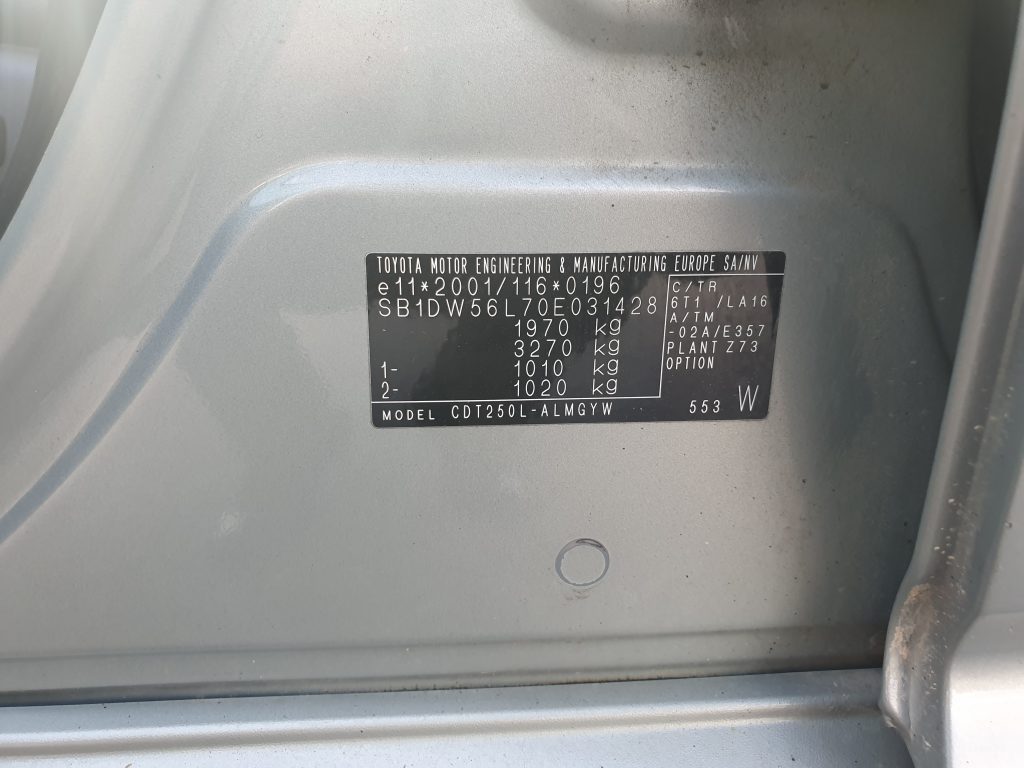 TOYOTA MOTOR ENGINEERING & MANUFACTURING EUROPE SA/NV
e11*2001/116*0196
SB1DW56L70E031428
1970 kg
3270 kg
1- 1010 kg
2- 1020 kg
C/TR
6T1 /LA16
A/TM
-02A/E357
PLANT Z73
OPTION
MODEL CDT250L-ALMGYW
553 W